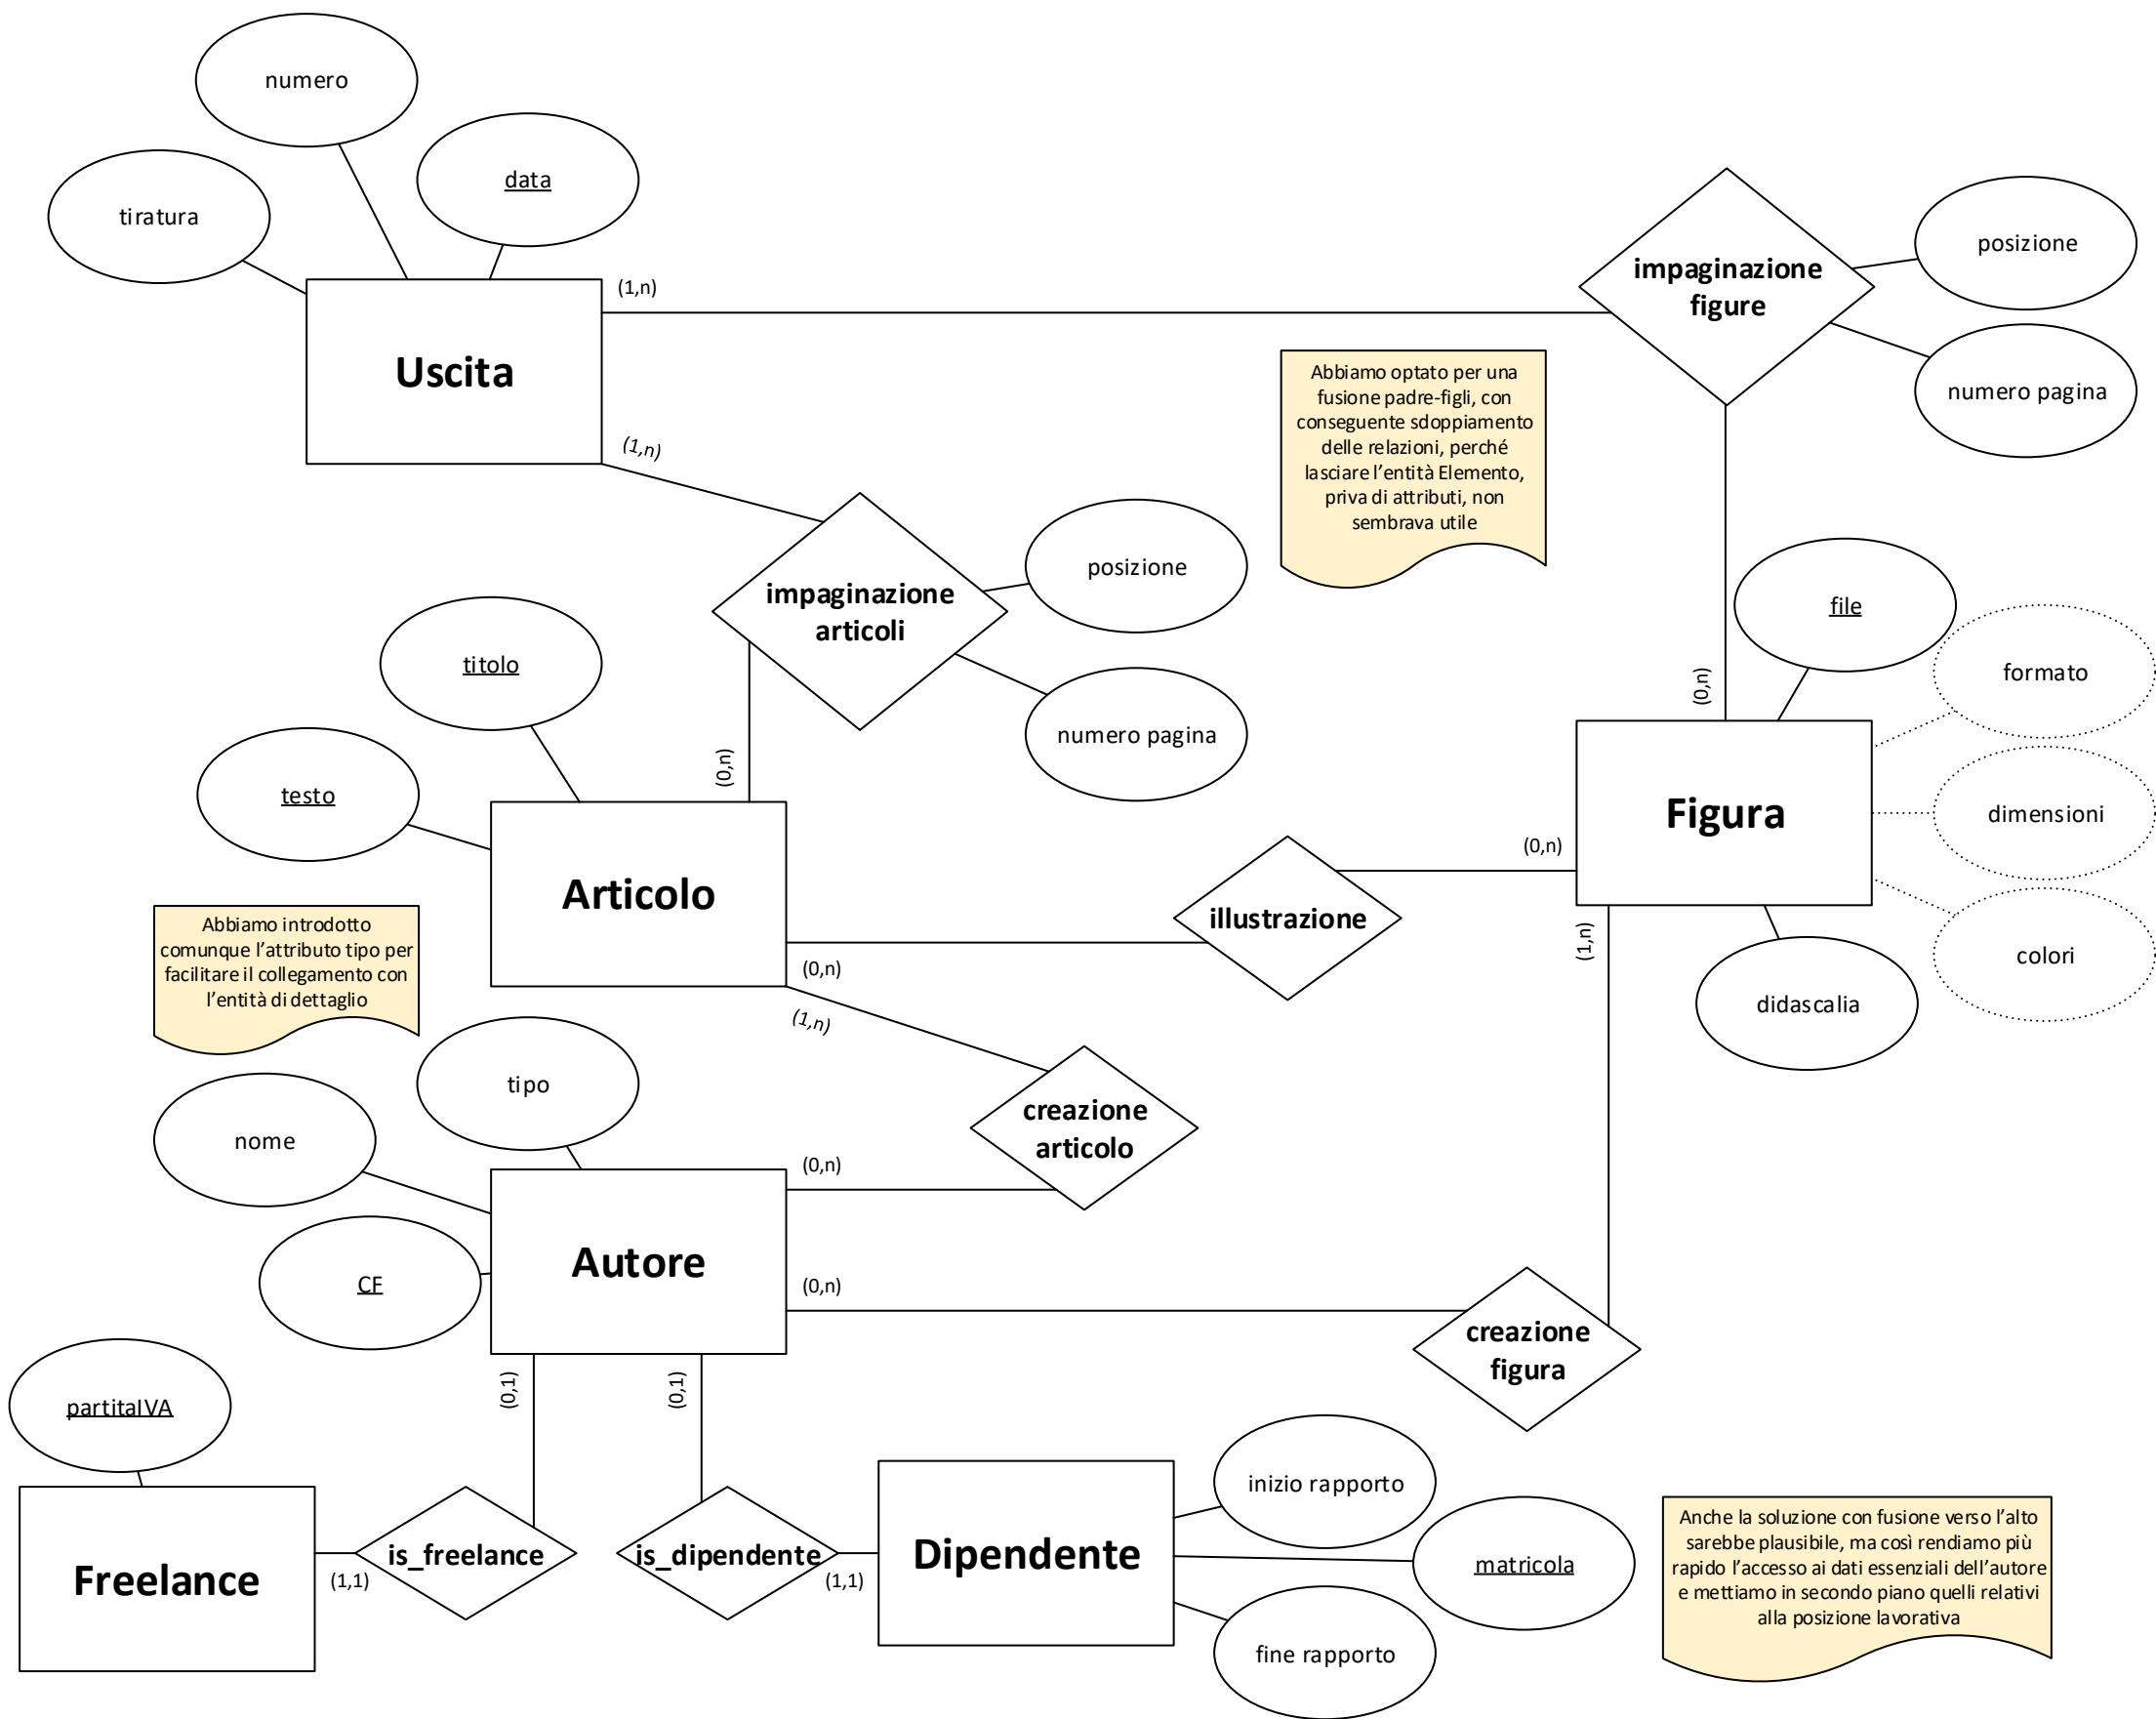 numero
data
tiratura
Uscita
(1,n)
(1,n)
impaginazione
figure
posizione
numero pagina
Abbiamo optato per una
fusione padre-figli, con
conseguente sdoppiamento
delle relazioni, perché
lasciare l'entità Elemento,
priva di attributi, non
sembrava utile
impaginazione
articoli
posizione
numero pagina
titolo
testo
(0,n)
Articolo
file
formato
(0,n)
dimensioni
Figura
colori
didascalia
(0,n)
illustrazione
(0,n)
(1,n)
(1,n)
Abbiamo introdotto
comunque l'attributo tipo per
facilitare il collegamento con
l'entità di dettaglio
tipo
nome
CF
Autore
creazione
articolo
(0,n)
(0,n)
creazione
figura
(0,1)
(0,1)
partitaIVA
Freelance
(1,1)
is_freelance
is_dipendente
(1,1)
Dipendente
inizio rapporto
matricola
fine rapporto
Anche la soluzione con fusione verso l'alto
sarebbe plausibile, ma così rendiamo più
rapido l'accesso ai dati essenziali dell'autore
e mettiamo in secondo piano quelli relativi
alla posizione lavorativa